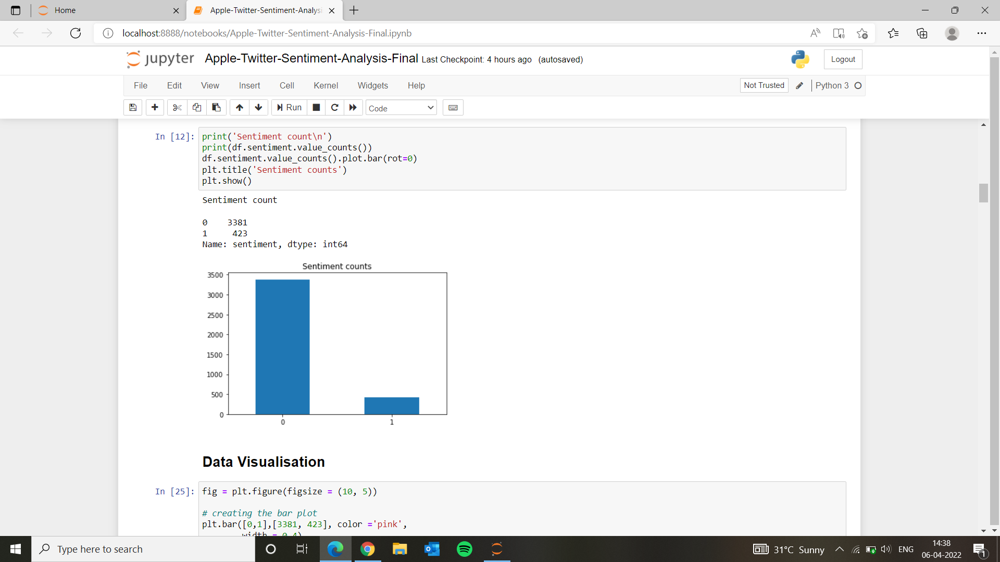 Home
Apple-Twitter-Sentiment-Analysi
localhost:8888/notebooks/Apple-Twitter-Sentiment-Analysis-Final.ipynb
jupyter Apple-Twitter-Sentiment-Analysis-Final Last Checkpoint: 4 hours ago (autosaved)
Logout
File Edit View Insert Cell Kernel Widgets Help
Not Trusted Python 3
Run Code
In [12]: print('Sentiment count\n')
print(df.sentiment.value_counts())
df.sentiment.value_counts().plot.bar(rot=0)
plt.title('Sentiment counts')
plt.show()
Sentiment count
0 3381
1 423
Name: sentiment, dtype: int64
Sentiment counts
3500
3000
2500
2000
1500
1000
500
0
0 1
Data Visualisation
In [25]: fig = plt.figure(figsize = (10, 5))
# creating the bar plot
plt.bar([0,1],[3381, 423], color ='pink',
width = 0.4)
Type here to search
31°C Sunny
ENG
14:38
06-04-2022
1